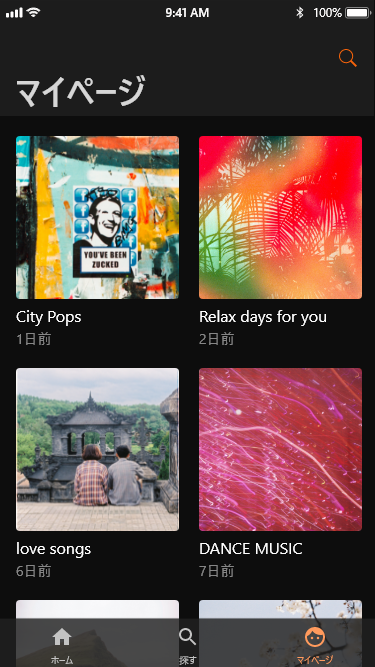 9:41 AM
100%
マイページ
YOU'VE BEEN
ZUCKED
City Pops
1日前
Relax days for you
2日前
love songs
6日前
DANCE MUSIC
7日前
ホーム
探す
マイページ